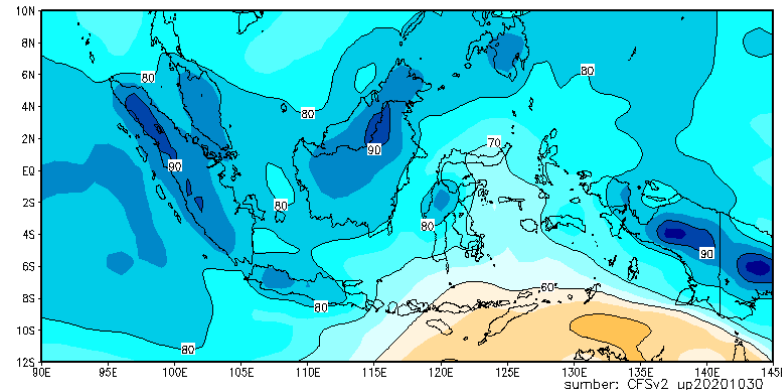 10N
8N
6N
4N
2N
EQ
2S
4S
6S
8S
10S
12S
90E 95E 100E 105E 110E 115E 120E 125E 130E 135E 140E 145E
80 80 80
80
70
90 90
80
80
90
60
80
80
sumber: CFSv2 up20201030